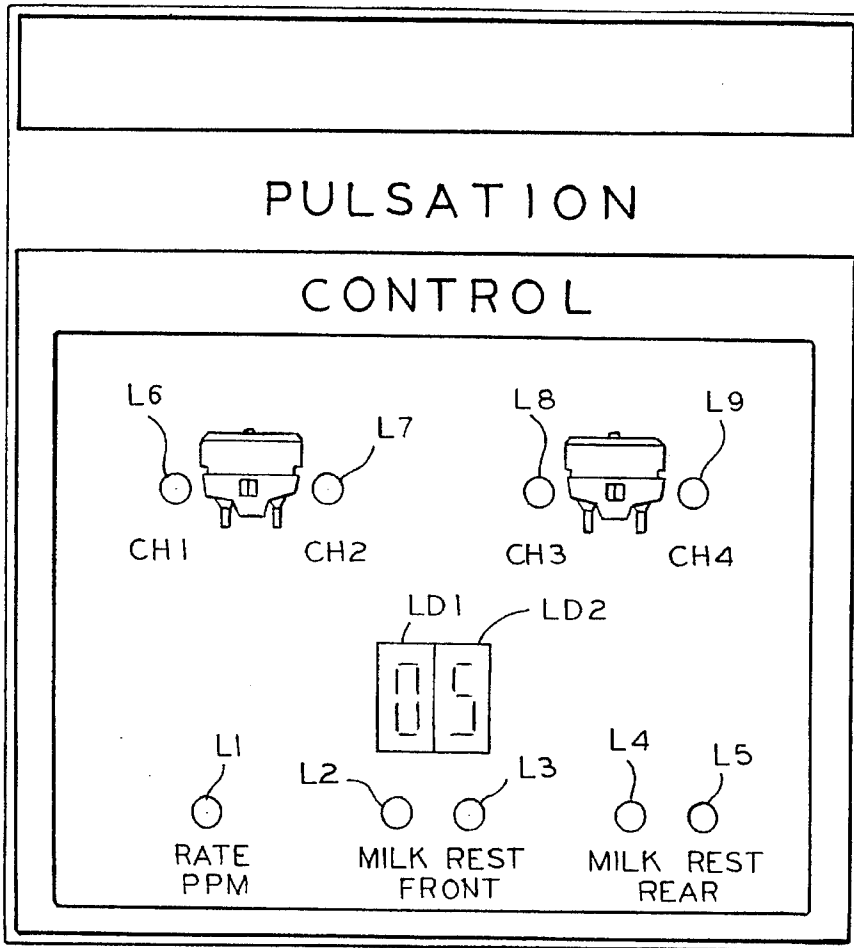 PULSATION
CONTROL
L6 L7 L8 L9
CH1 CH2 CH3 CH4
LD1 LD2
05
L1 L2 L3 L4 L5
RATE PPM
MILK REST FRONT
MILK REST REAR